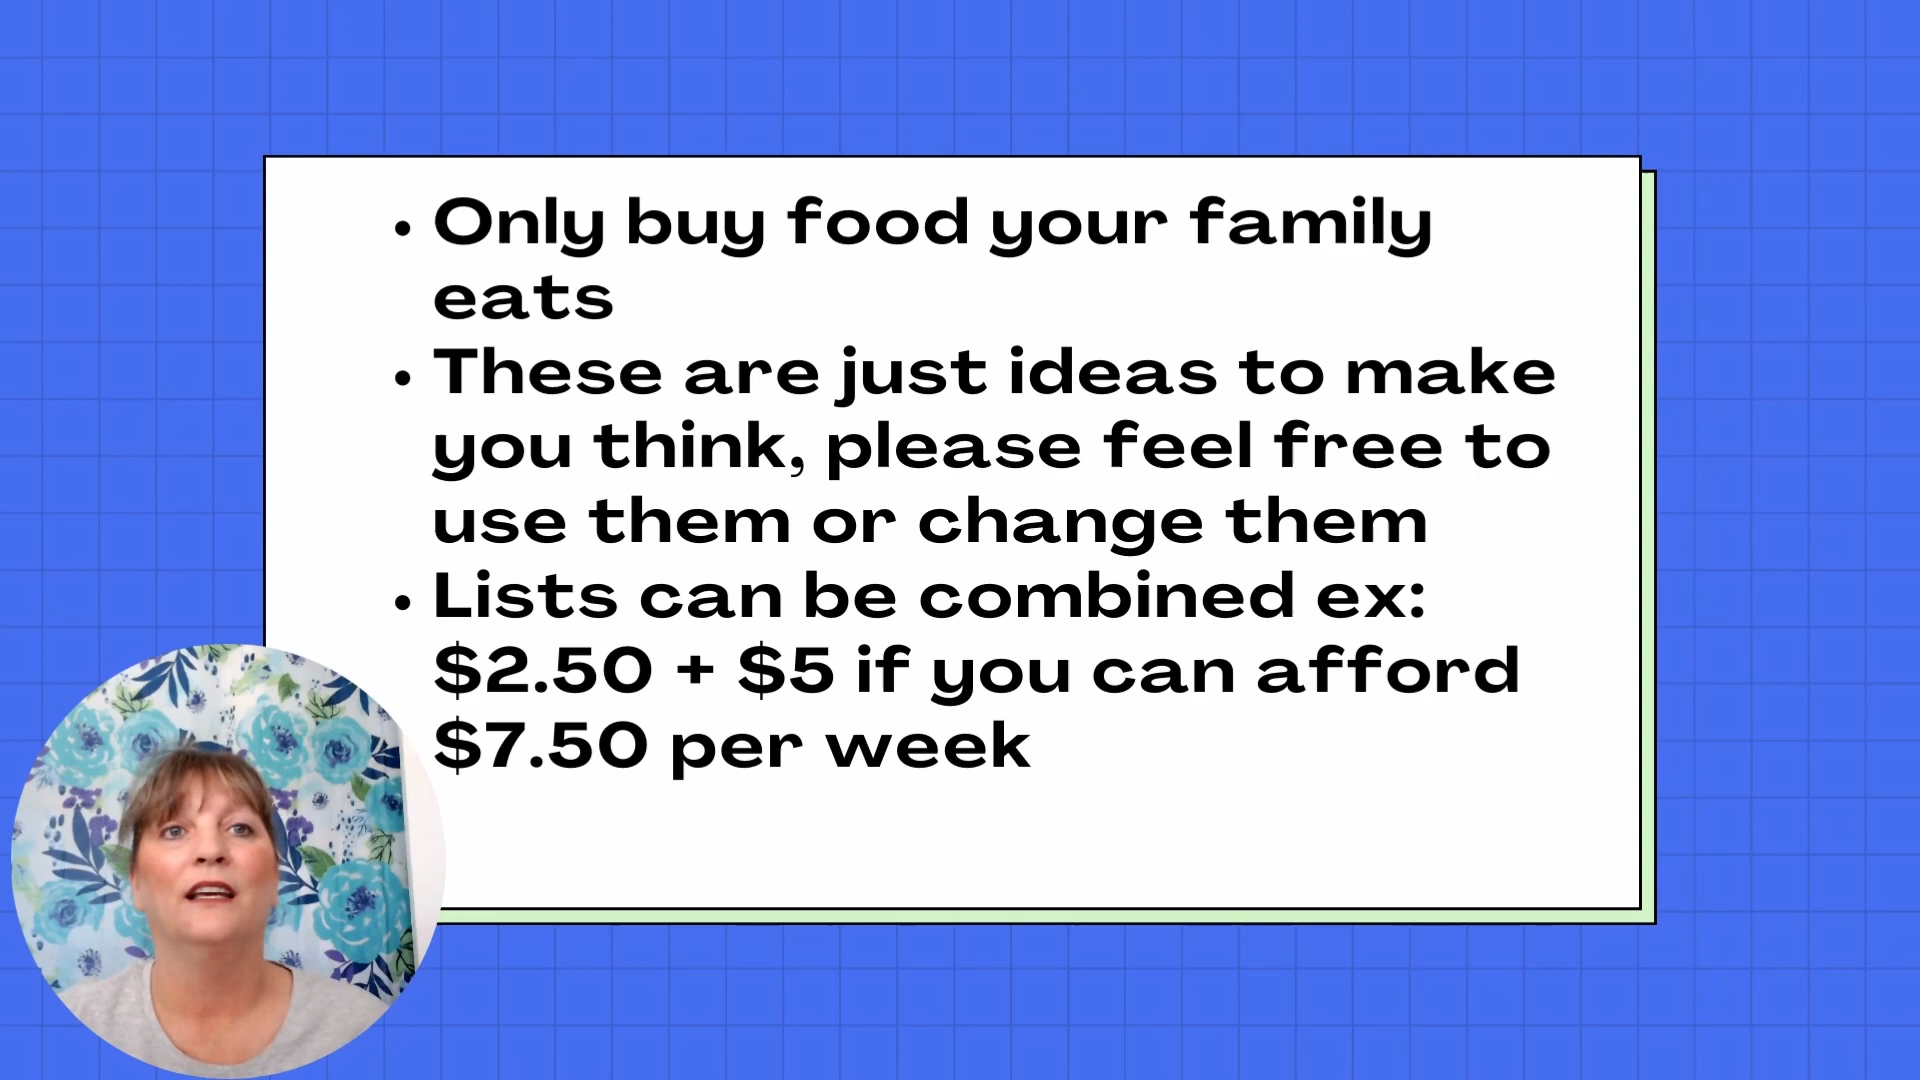 • Only buy food your family
eats
• These are just ideas to make
you think, please feel free to
use them or change them
• Lists can be combined ex:
$2.50 + $5 if you can afford
$7.50 per week